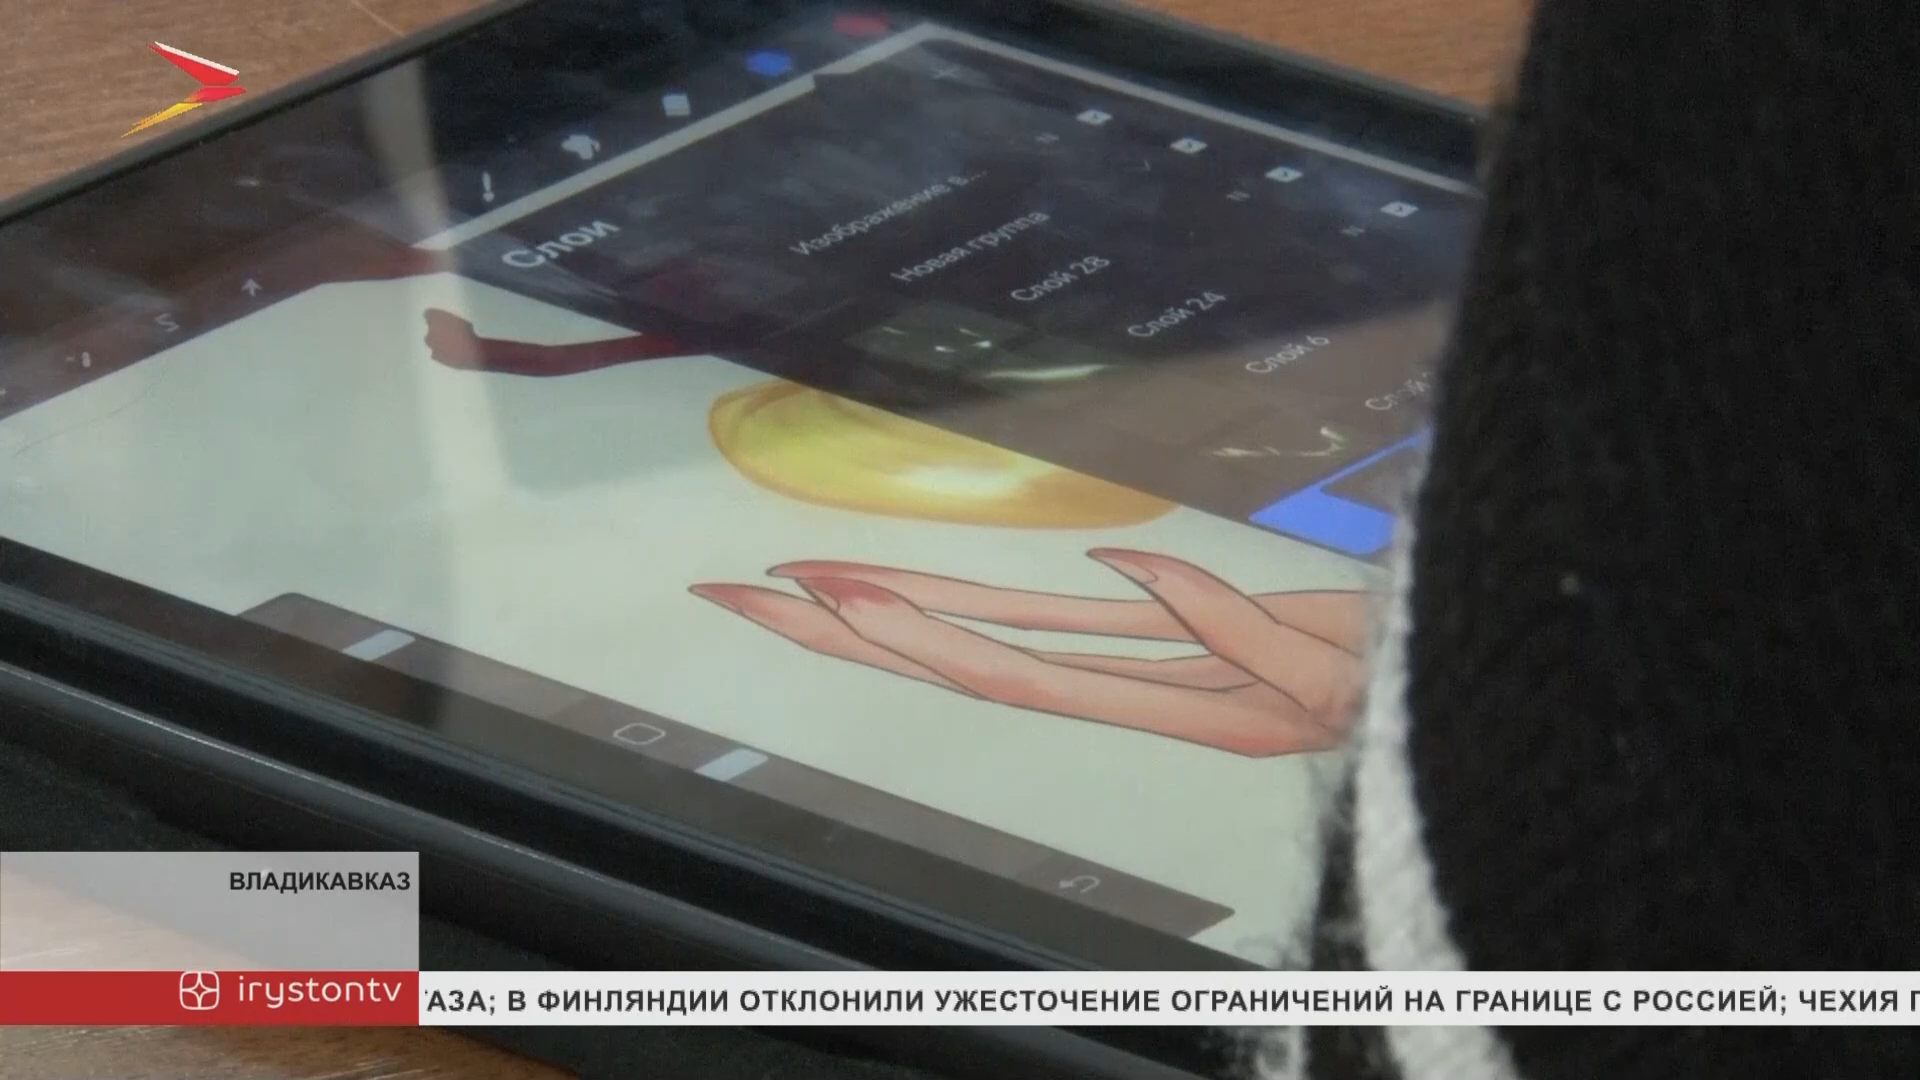 Слои
Изображение в...
Новая группа
N
Слой 28
Слой 24
N
Слой 6
N
Слой
ВЛАДИКАВКАЗ
irystontv
ГАЗА; В ФИНЛЯНДИИ ОТКЛОНИЛИ УЖЕСТОЧЕНИЕ ОГРАНИЧЕНИЙ НА ГРАНИЦЕ С РОССИЕЙ; ЧЕХИЯ